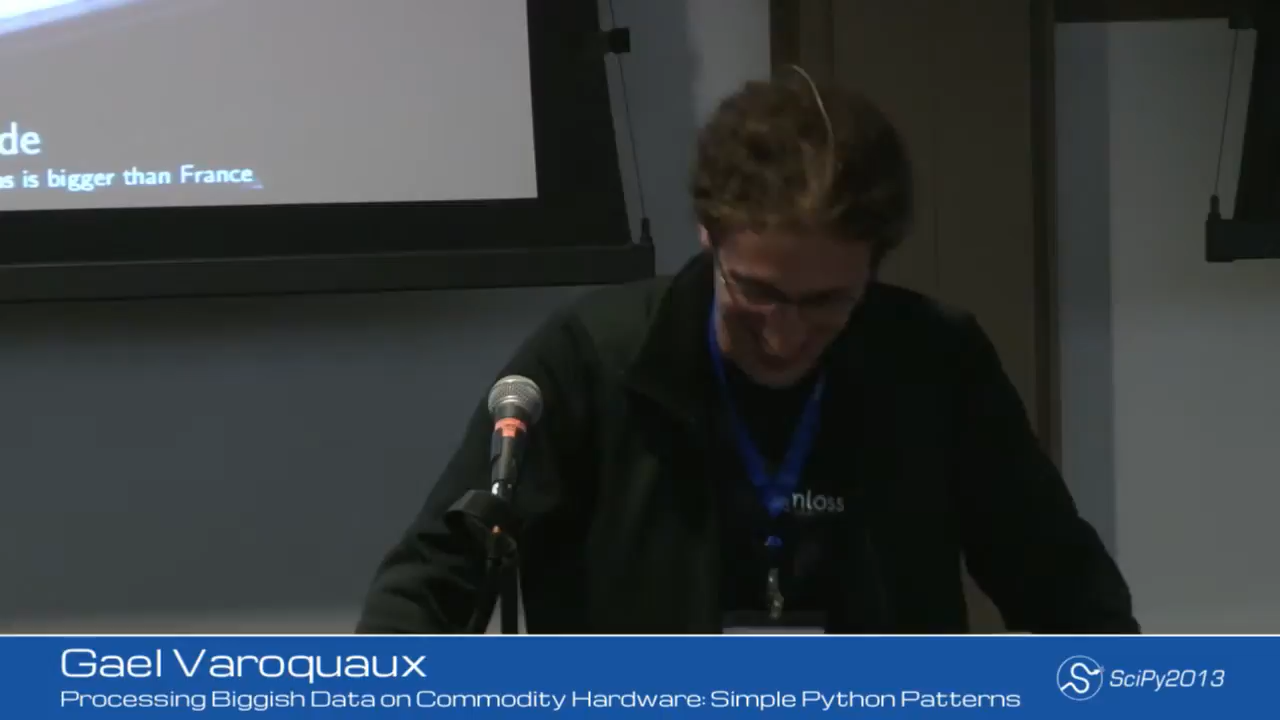 de
is bigger than France
nloss
Gael Varoquaux
Processing Biggish Data on Commodity Hardware: Simple Python Patterns
SciPy2013